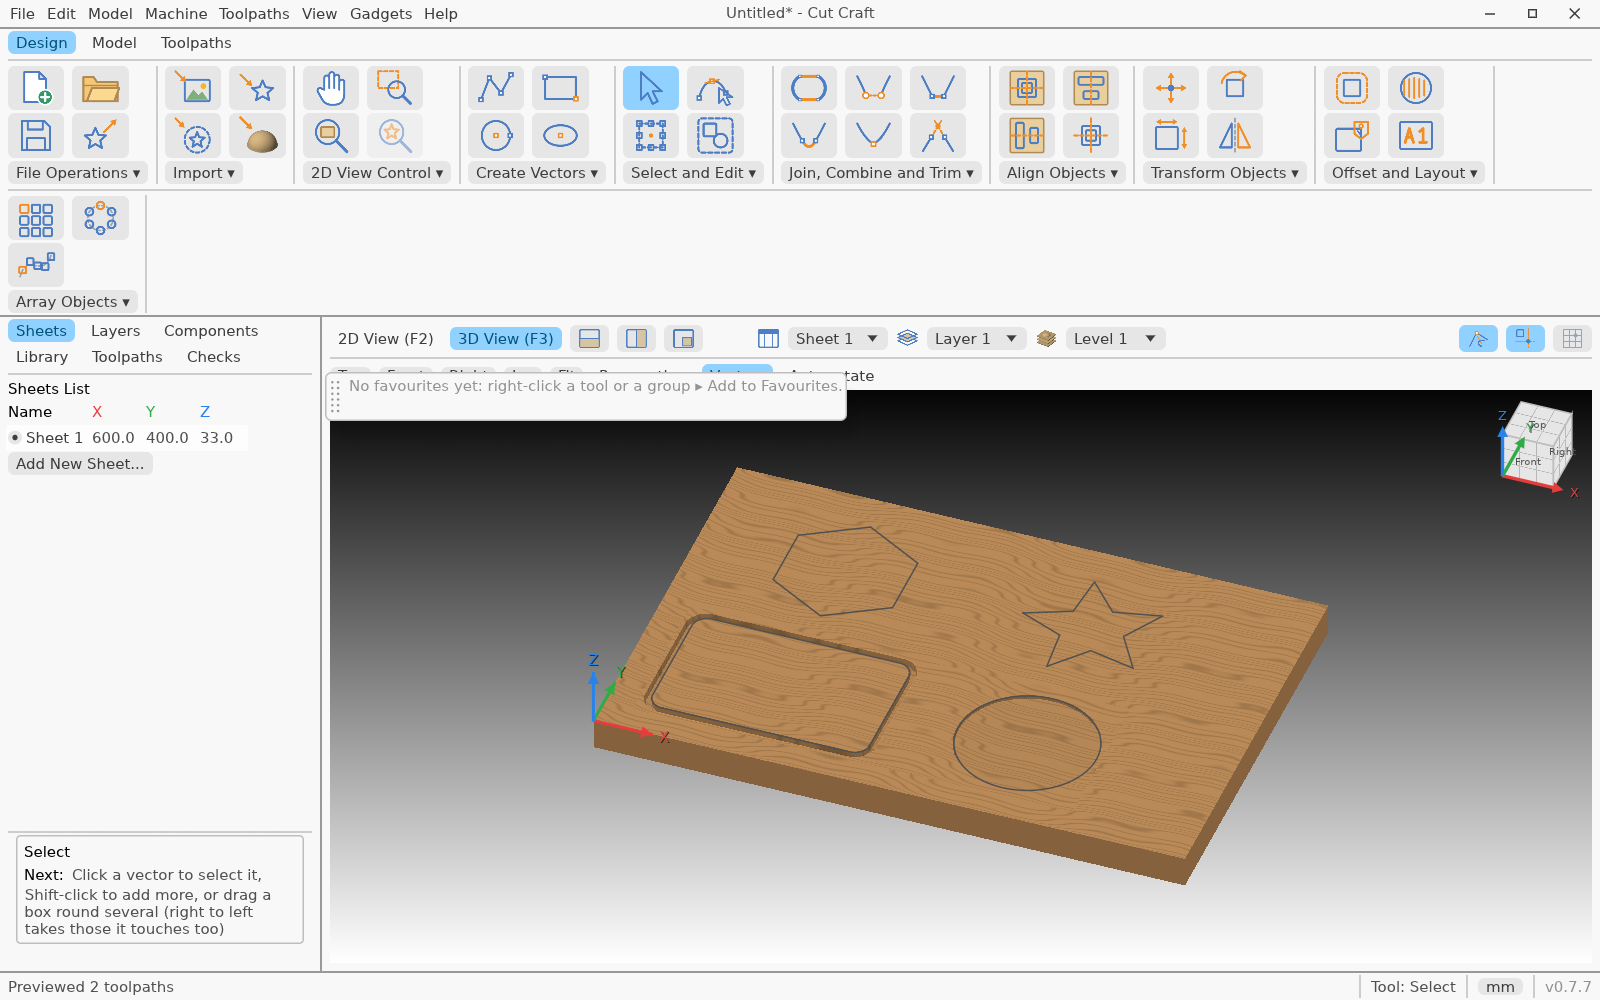 File Edit Model Machine Toolpaths View Gadgets Help
Untitled* - Cut Craft
Design Model Toolpaths
File Operations ▾
Import ▾
2D View Control ▾
Create Vectors ▾
Select and Edit ▾
Join, Combine and Trim ▾
Align Objects ▾
Transform Objects ▾
Offset and Layout ▾
A1
Array Objects ▾
Sheets Layers Components
Library Toolpaths Checks
Sheets List
Name X Y Z
Sheet 1 600.0 400.0 33.0
Add New Sheet...
2D View (F2) 3D View (F3)
Sheet 1
Layer 1
Level 1
No favourites yet: right-click a tool or a group ▸ Add to Favourites.
Z
Y
X
Top
Front
Right
Z
Y
X
Select
Next: Click a vector to select it,
Shift-click to add more, or drag a
box round several (right to left
takes those it touches too)
Previewed 2 toolpaths
Tool: Select
mm
v0.7.7